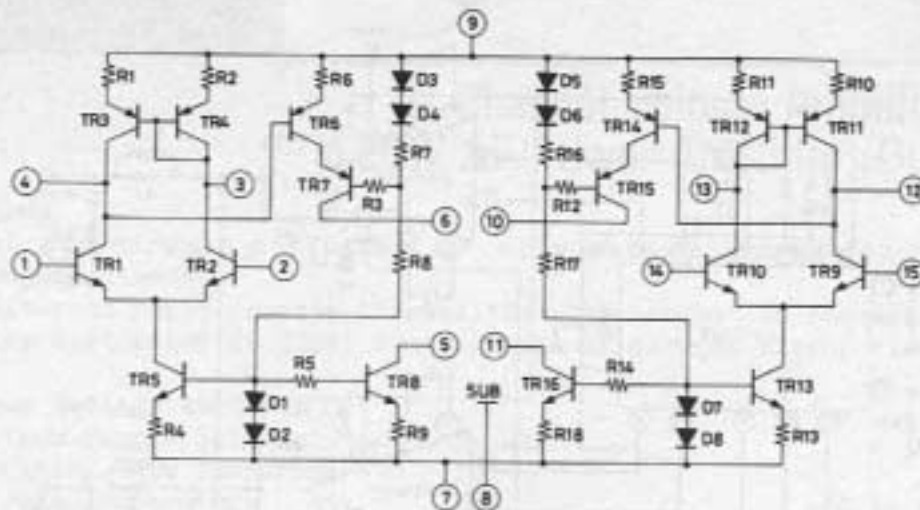 9
R1 R2 R6 D3 D5 R15 R11 R10
TR3 TR4 TR6 D4 D6 TR14 TR12 TR11
R7 R16
4 3 TR7 R3 R12 TR15 13 12
6 10
1 TR1 TR2 2 R8 R17 14 TR10 TR9 15
5 11
TR5 R5 TR8 SUB TR16 R14 TR13
D1 D7
R4 D2 R9 R18 D8 R13
7 8